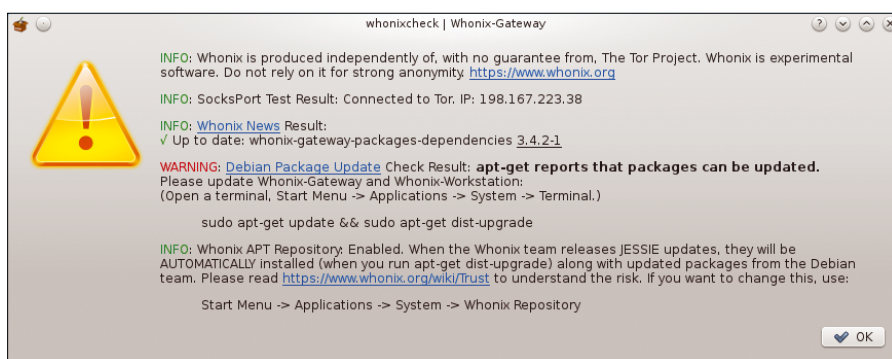 whonixcheck | Whonix-Gateway
INFO: Whonix is produced independently of, with no guarantee from, The Tor Project. Whonix is experimental
software. Do not rely on it for strong anonymity. https://www.whonix.org
INFO: SocksPort Test Result: Connected to Tor. IP: 198.167.223.38
INFO: Whonix News Result:
√ Up to date: whonix-gateway-packages-dependencies 3.4.2-1
WARNING: Debian Package Update Check Result: apt-get reports that packages can be updated.
Please update Whonix-Gateway and Whonix-Workstation:
(Open a terminal, Start Menu -> Applications -> System -> Terminal.)
sudo apt-get update && sudo apt-get dist-upgrade
INFO: Whonix APT Repository: Enabled. When the Whonix team releases JESSIE updates, they will be
AUTOMATICALLY installed (when you run apt-get dist-upgrade) along with updated packages from the Debian
team. Please read https://www.whonix.org/wiki/Trust to understand the risk. If you want to change this, use:
Start Menu -> Applications -> System -> Whonix Repository
OK